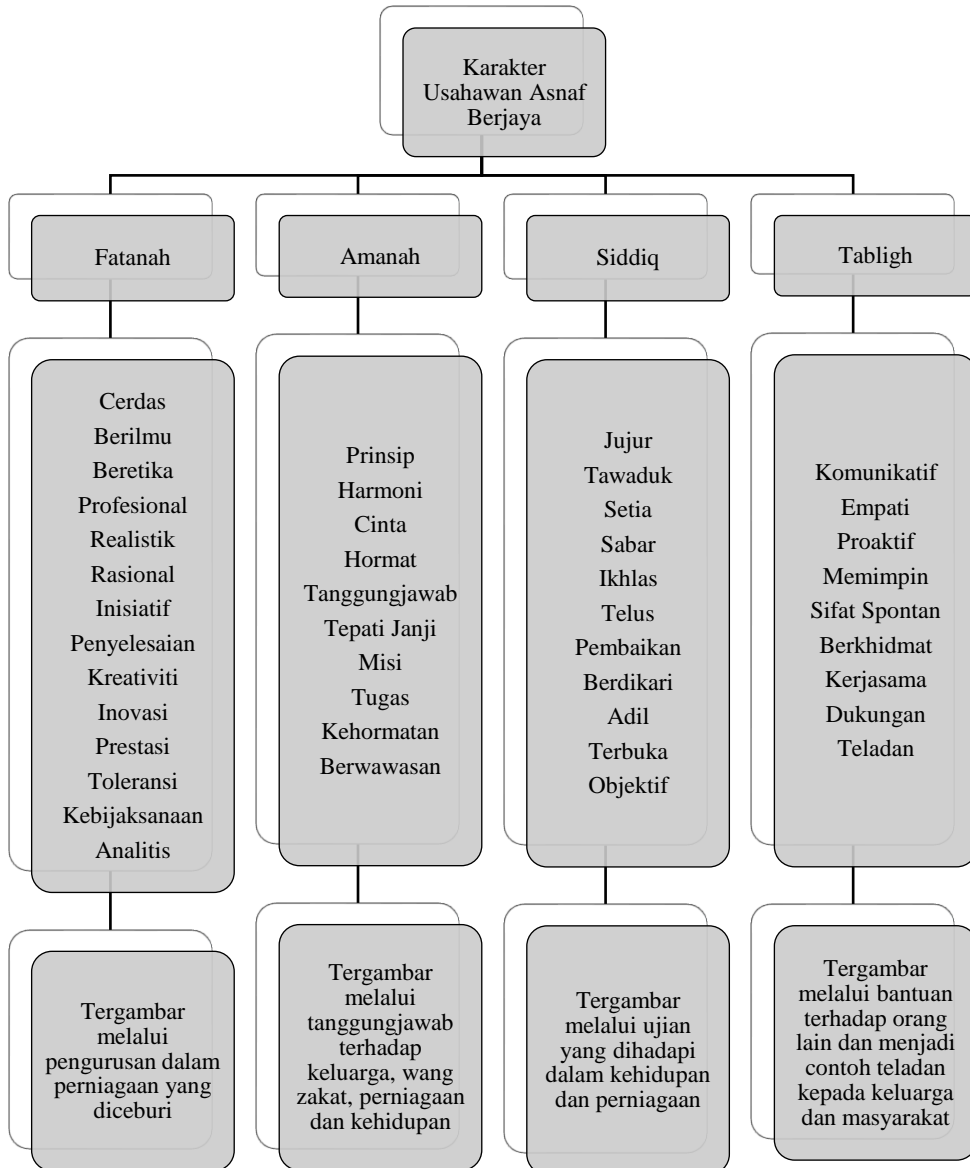 Karakter
Usahawan Asnaf
Berjaya
Fatanah
Amanah
Siddiq
Tabligh
Cerdas
Berilmu
Beretika
Profesional
Realistik
Rasional
Inisiatif
Penyelesaian
Kreativiti
Inovasi
Prestasi
Toleransi
Kebijaksanaan
Analitis
Prinsip
Harmoni
Cinta
Hormat
Tanggungjawab
Tepati Janji
Misi
Tugas
Kehormatan
Berwawasan
Jujur
Tawaduk
Setia
Sabar
Ikhlas
Telus
Pembaikan
Berdikari
Adil
Terbuka
Objektif
Komunikatif
Empati
Proaktif
Memimpin
Sifat Spontan
Berkhidmat
Kerjasama
Dukungan
Teladan
Tergambar
melalui
pengurusan dalam
perniagaan yang
diceburi
Tergambar
melalui
tanggungjawab
terhadap
keluarga, wang
zakat, perniagaan
dan kehidupan
Tergambar
melalui ujian
yang dihadapi
dalam kehidupan
dan perniagaan
Tergambar
melalui bantuan
terhadap orang
lain dan menjadi
contoh teladan
kepada keluarga
dan masyarakat